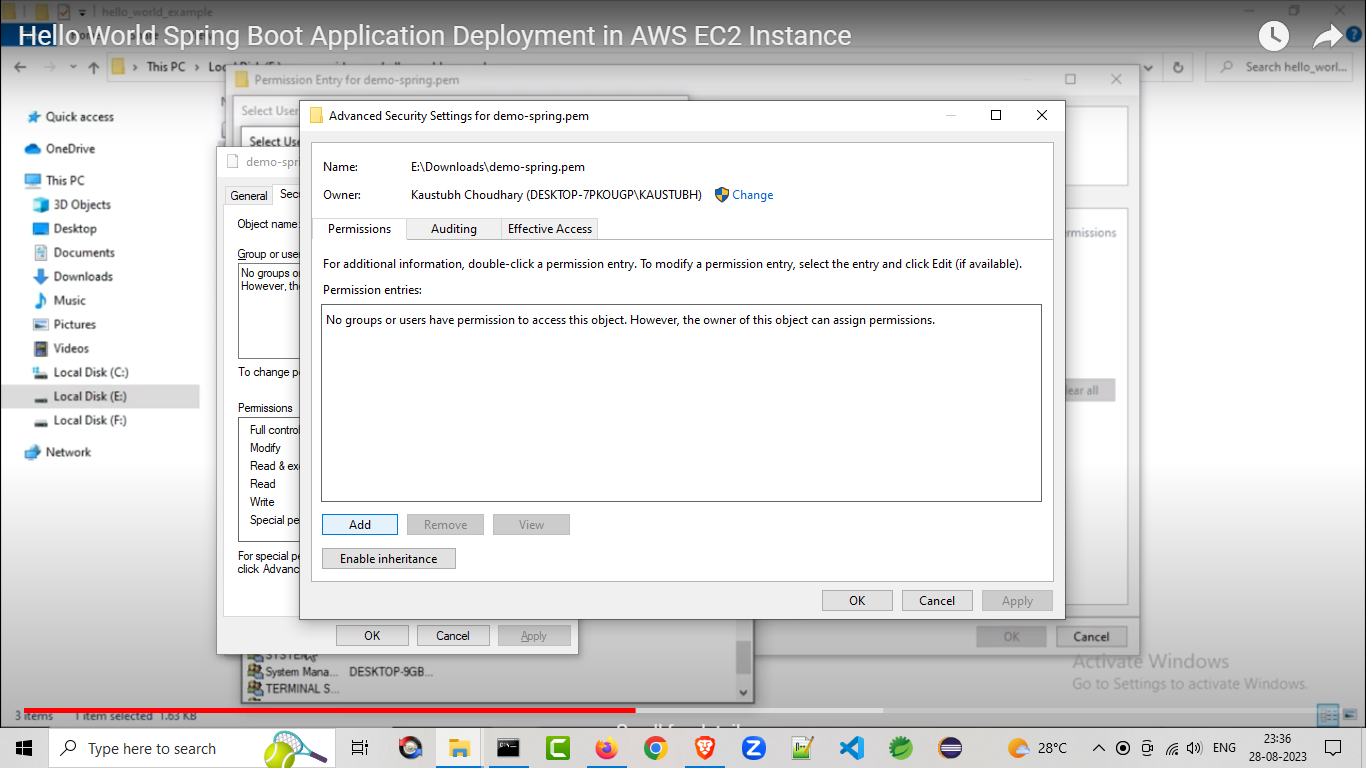 hello_world_example
Hello World Spring Boot Application Deployment in AWS EC2 Instance
This PC
Search hello_worl...
Permission Entry for demo-spring.pem
Select User
Select Use
Advanced Security Settings for demo-spring.pem
demo-spri
Quick access
OneDrive
This PC
3D Objects
Desktop
Documents
Downloads
Music
Pictures
Videos
Local Disk (C:)
Local Disk (E:)
Local Disk (F:)
Network
General
Object name:
Group or user
No groups o
However, the
To change pe
Permissions
Full control
Modify
Read & ex
Read
Write
Special pe
For special pe
click Advanc
OK
Cancel
Apply
Name:
E:\Downloads\demo-spring.pem
Owner:
Kaustubh Choudhary (DESKTOP-7PKOUGP\KAUSTUBH)
Change
Permissions
Auditing
Effective Access
For additional information, double-click a permission entry. To modify a permission entry, select the entry and click Edit (if available).
Permission entries:
No groups or users have permission to access this object. However, the owner of this object can assign permissions.
Add
Remove
View
Enable inheritance
OK
Cancel
Apply
rmissions
lear all
OK
Cancel
SYSTEM
System Mana... DESKTOP-9GB...
TERMINAL S...
Activate Windows
Go to Settings to activate Windows.
3 items 1 item selected 1.63 KB
Type here to search
28°C
ENG
23:36
28-08-2023